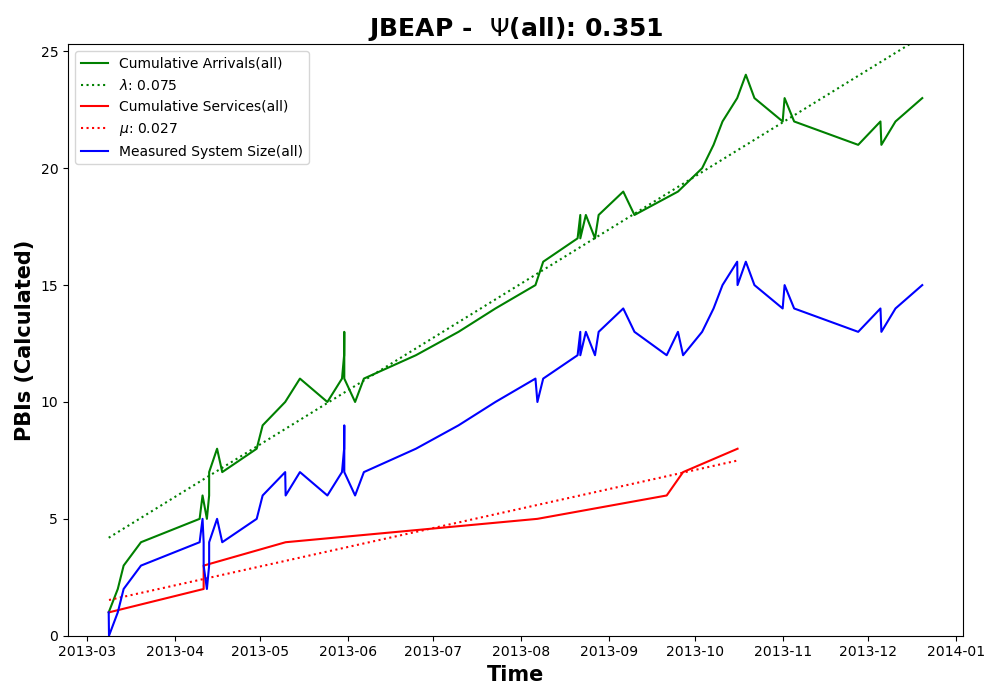 JBEAP - Ψ(all): 0.351
Cumulative Arrivals(all)
λ: 0.075
Cumulative Services(all)
μ: 0.027
Measured System Size(all)
PBIs (Calculated)
25
20
15
10
5
0
2013-03 2013-04 2013-05 2013-06 2013-07 2013-08 2013-09 2013-10 2013-11 2013-12 2014-01
Time